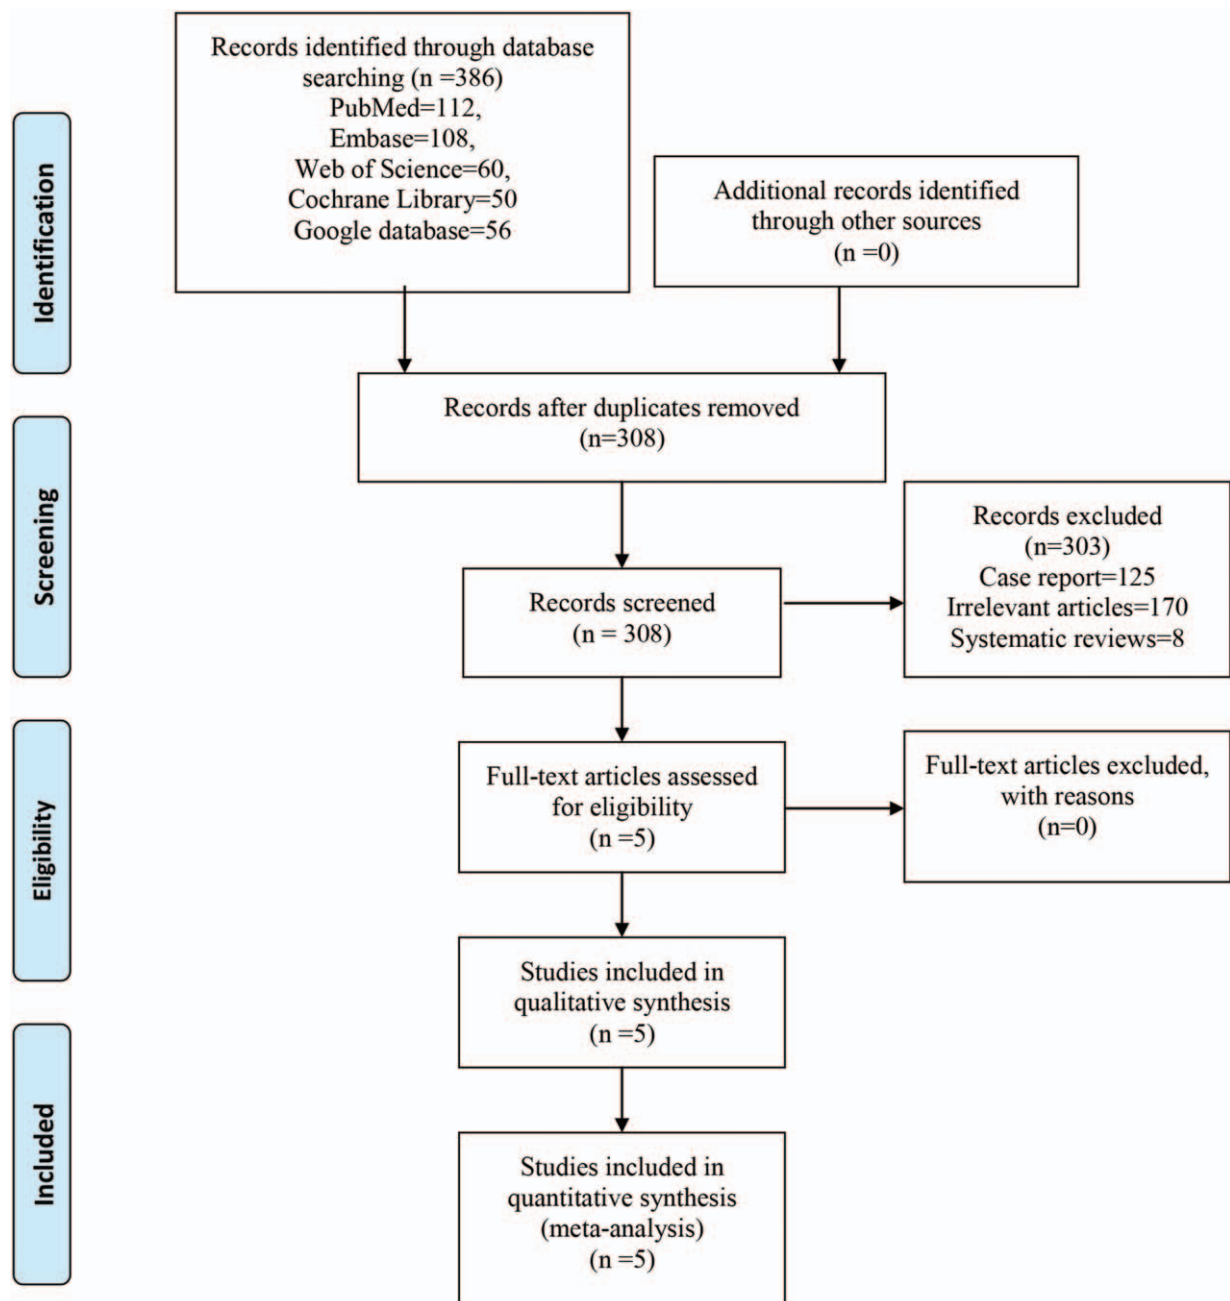 Records identified through database
searching (n =386)
PubMed=112,
Embase=108,
Web of Science=60,
Cochrane Library=50
Google database=56
Additional records identified
through other sources
(n =0)
Identification
Records after duplicates removed
(n=308)
Screening
Records screened
(n = 308)
Records excluded
(n=303)
Case report=125
Irrelevant articles=170
Systematic reviews=8
Eligibility
Full-text articles assessed
for eligibility
(n =5)
Full-text articles excluded,
with reasons
(n=0)
Studies included in
qualitative synthesis
(n =5)
Included
Studies included in
quantitative synthesis
(meta-analysis)
(n =5)